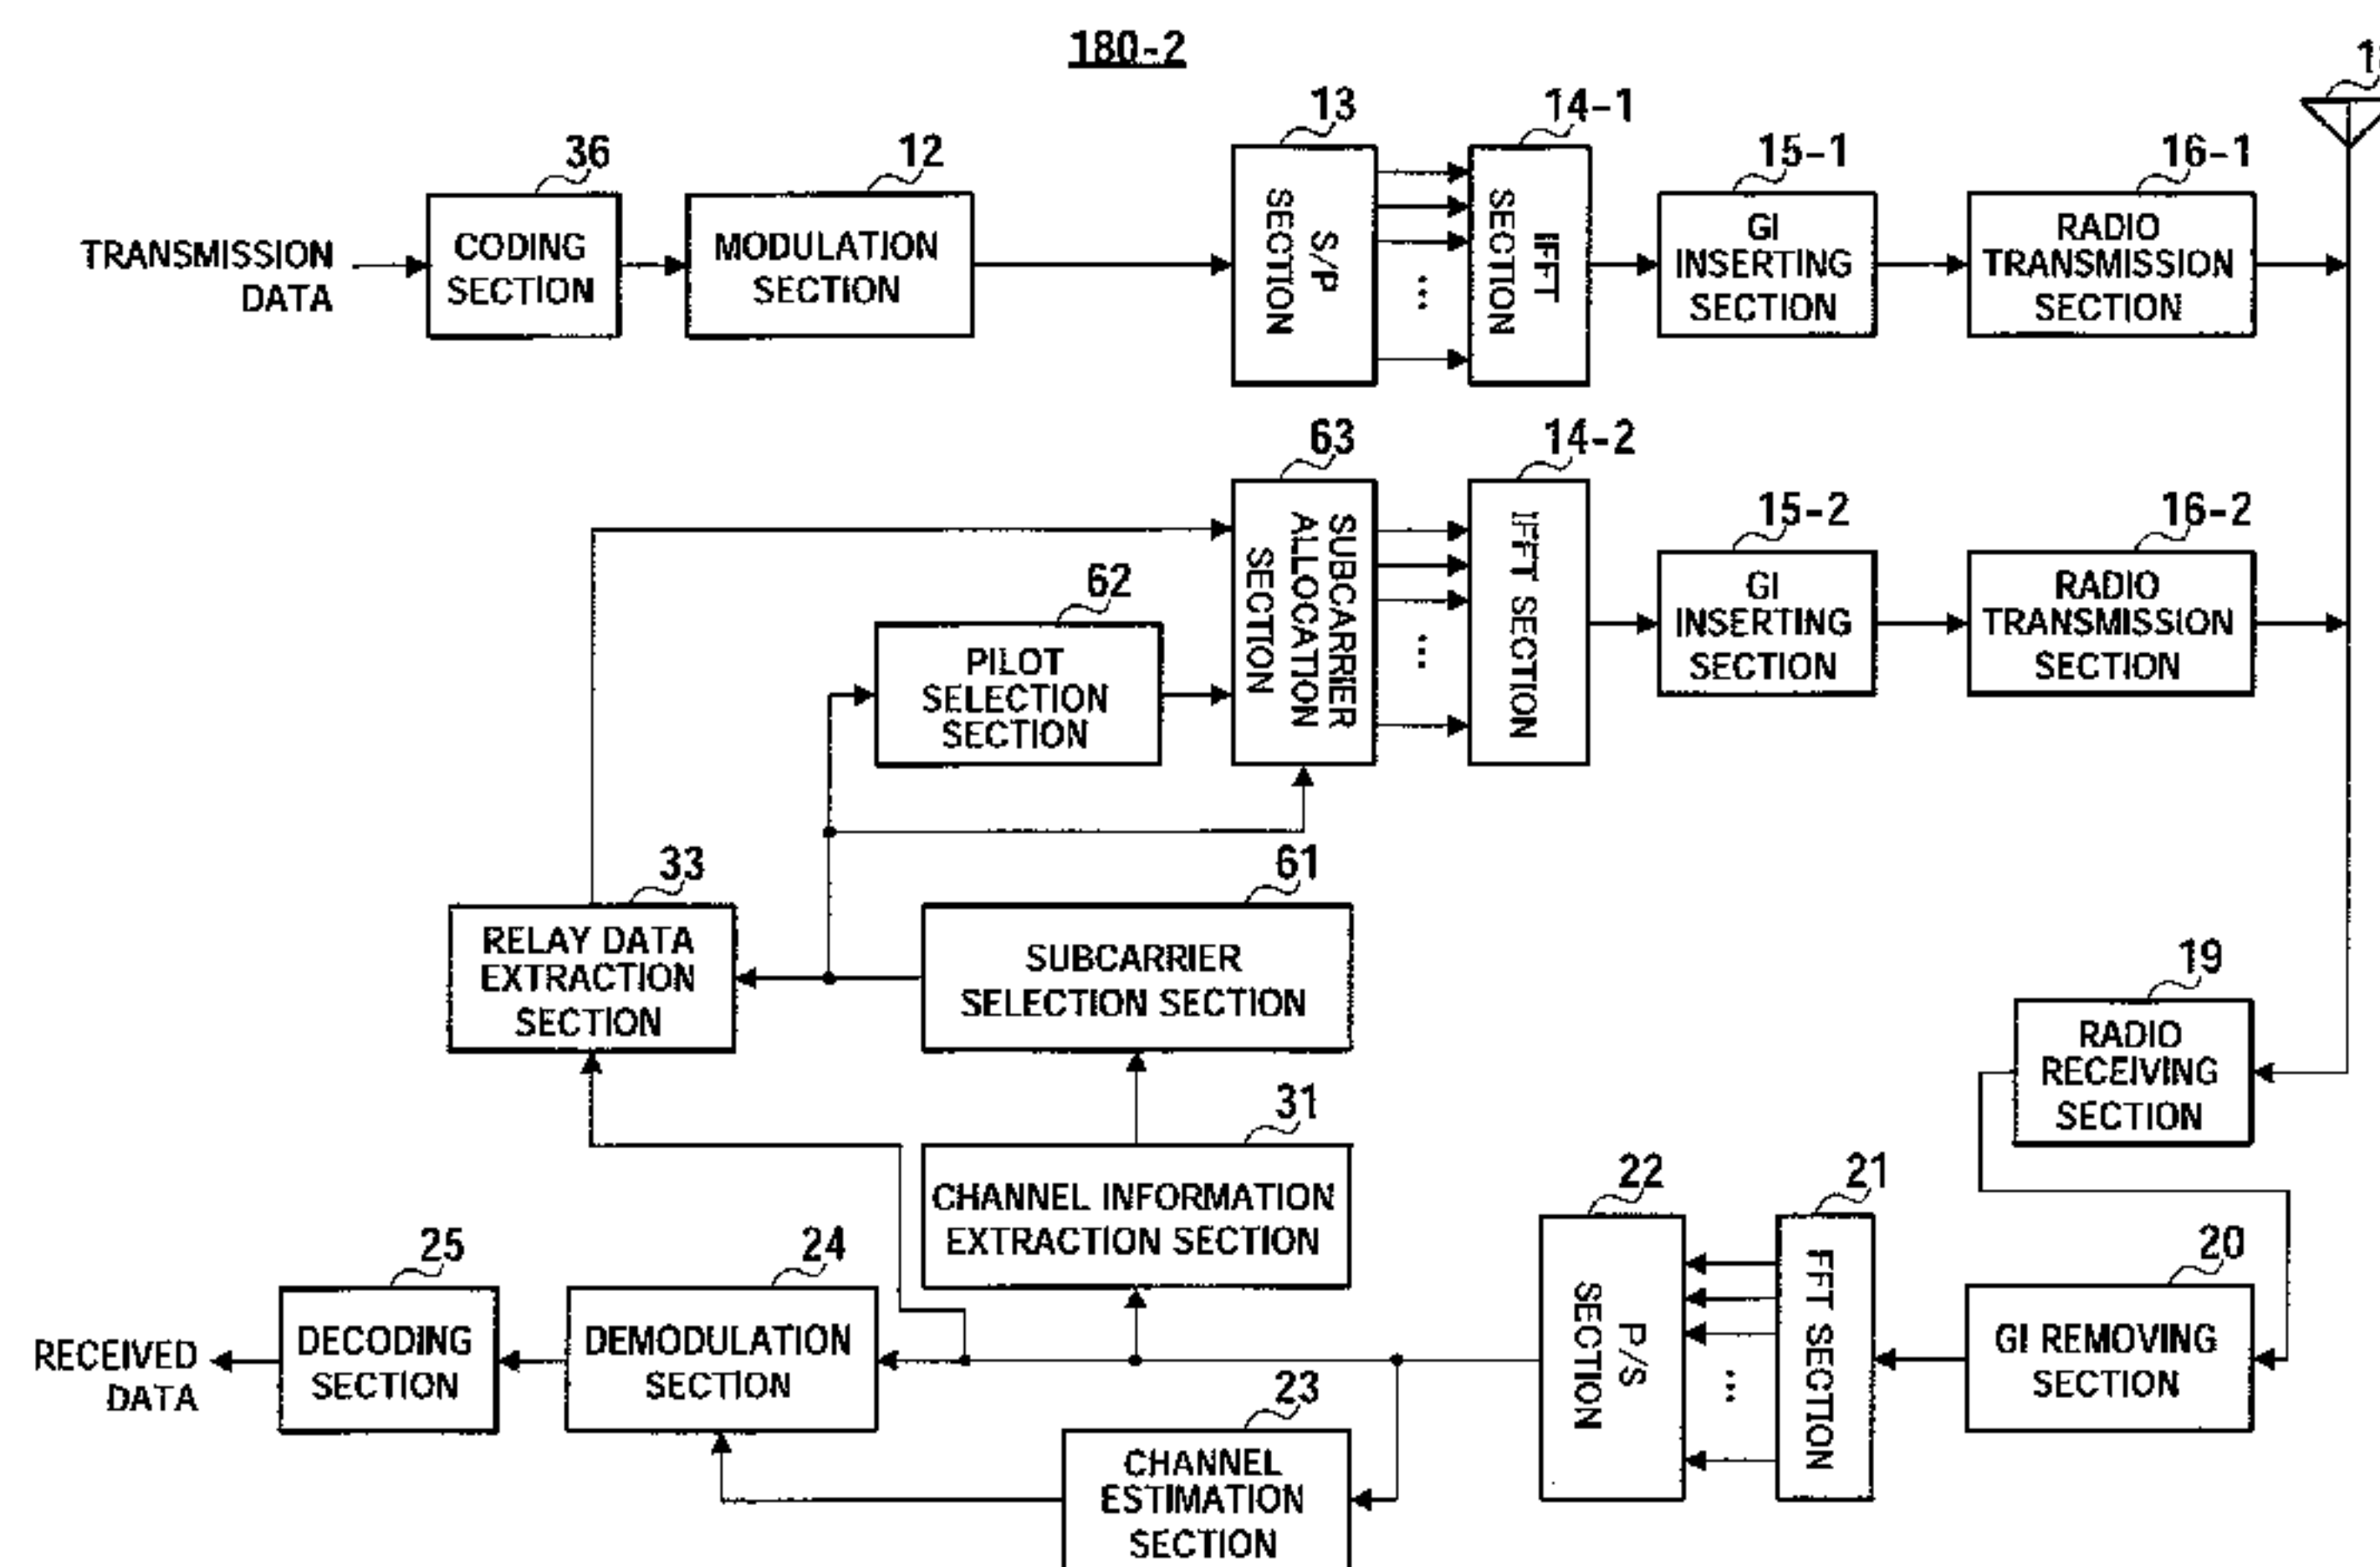 180-2
13
14-1
1
36
12
15-1
16-1
TRANSMISSION
DATA
CODING
SECTION
MODULATION
SECTION
S/P
SECTION
...
IFFT
SECTION
GI
INSERTING
SECTION
RADIO
TRANSMISSION
SECTION
63
14-2
15-2
16-2
62
PILOT
SELECTION
SECTION
SUBCARRIER
ALLOCATION
SECTION
...
IFFT SECTION
GI
INSERTING
SECTION
RADIO
TRANSMISSION
SECTION
33
61
RELAY DATA
EXTRACTION
SECTION
SUBCARRIER
SELECTION SECTION
19
RADIO
RECEIVING
SECTION
31
CHANNEL INFORMATION
EXTRACTION SECTION
22
21
20
25
24
RECEIVED
DATA
DECODING
SECTION
DEMODULATION
SECTION
P/S
SECTION
...
FFT SECTION
GI REMOVING
SECTION
23
CHANNEL
ESTIMATION
SECTION